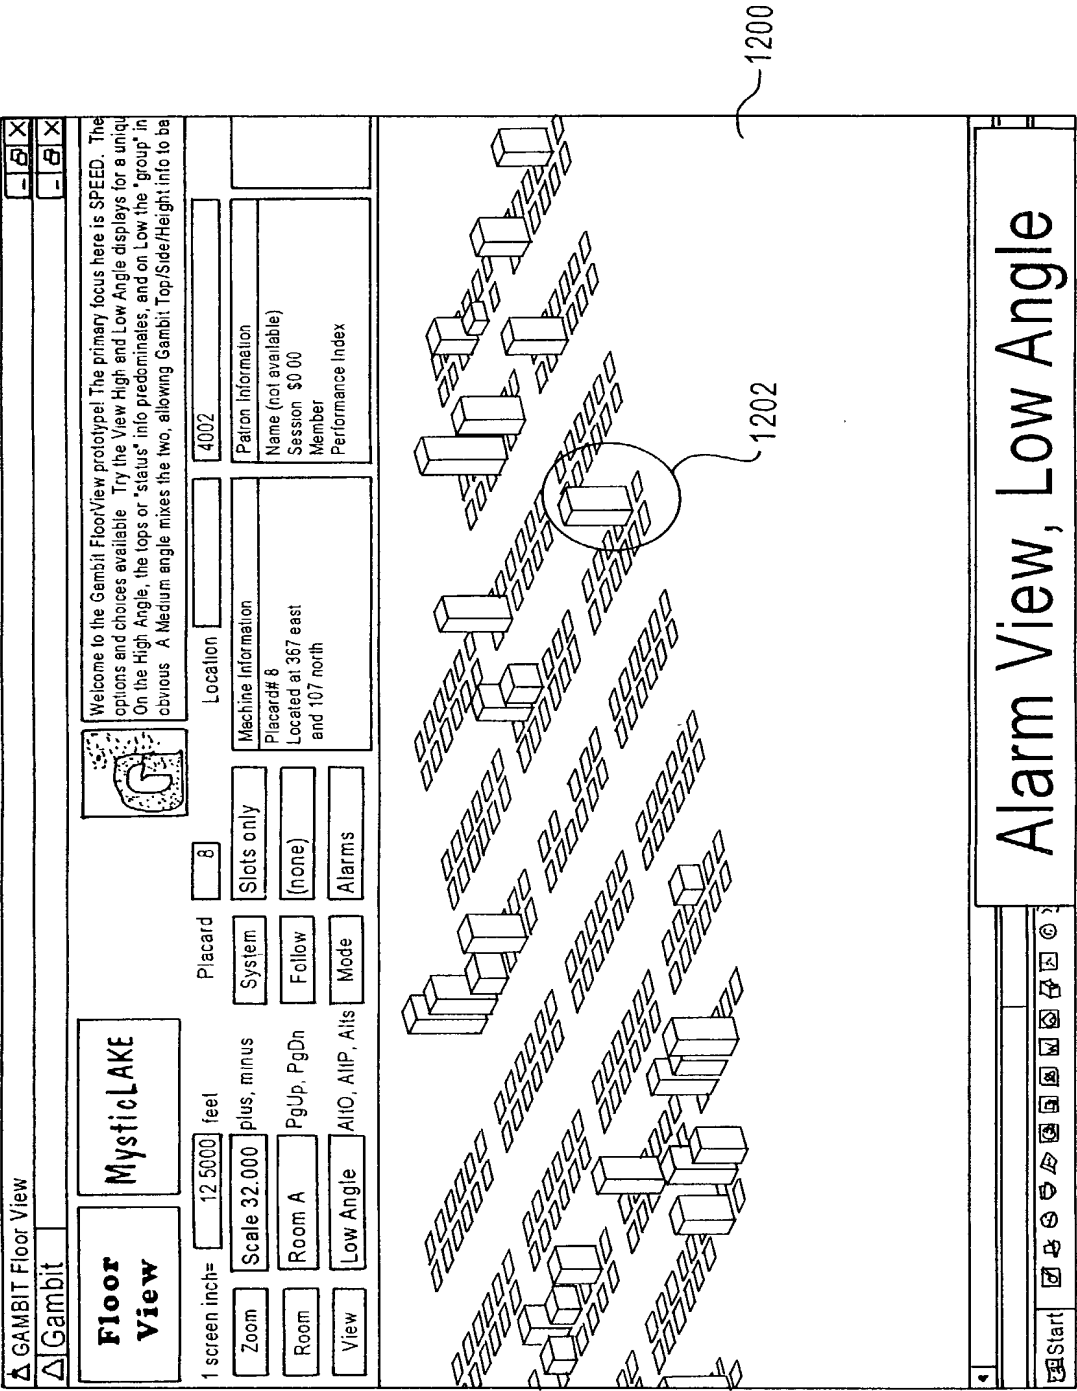 GAMBIT Floor View
Gambit
Floor
View
MysticLAKE
G
Welcome to the Gambit FloorView prototype! The primary focus here is SPEED. The
options and choices available Try the View High and Low Angle displays for a uniqu
On the High Angle, the tops or "status" info predominates, and on Low the "group" in
obvious A Medium angle mixes the two, allowing Gambit Top/Side/Height info to ba
1 screen inch= 12 5000 feet
Placard 8
Location 4002
Zoom Scale 32.000 plus, minus
System Slots only
Room Room A PgUp, PgDn
Follow (none)
View Low Angle AltO, AltP, Alts
Mode Alarms
Machine Information
Placard# 8
Located at 367 east
and 107 north
Patron Information
Name (not available)
Session $0 00
Member
Performance Index
1200
1202
Start
Alarm View, Low Angle